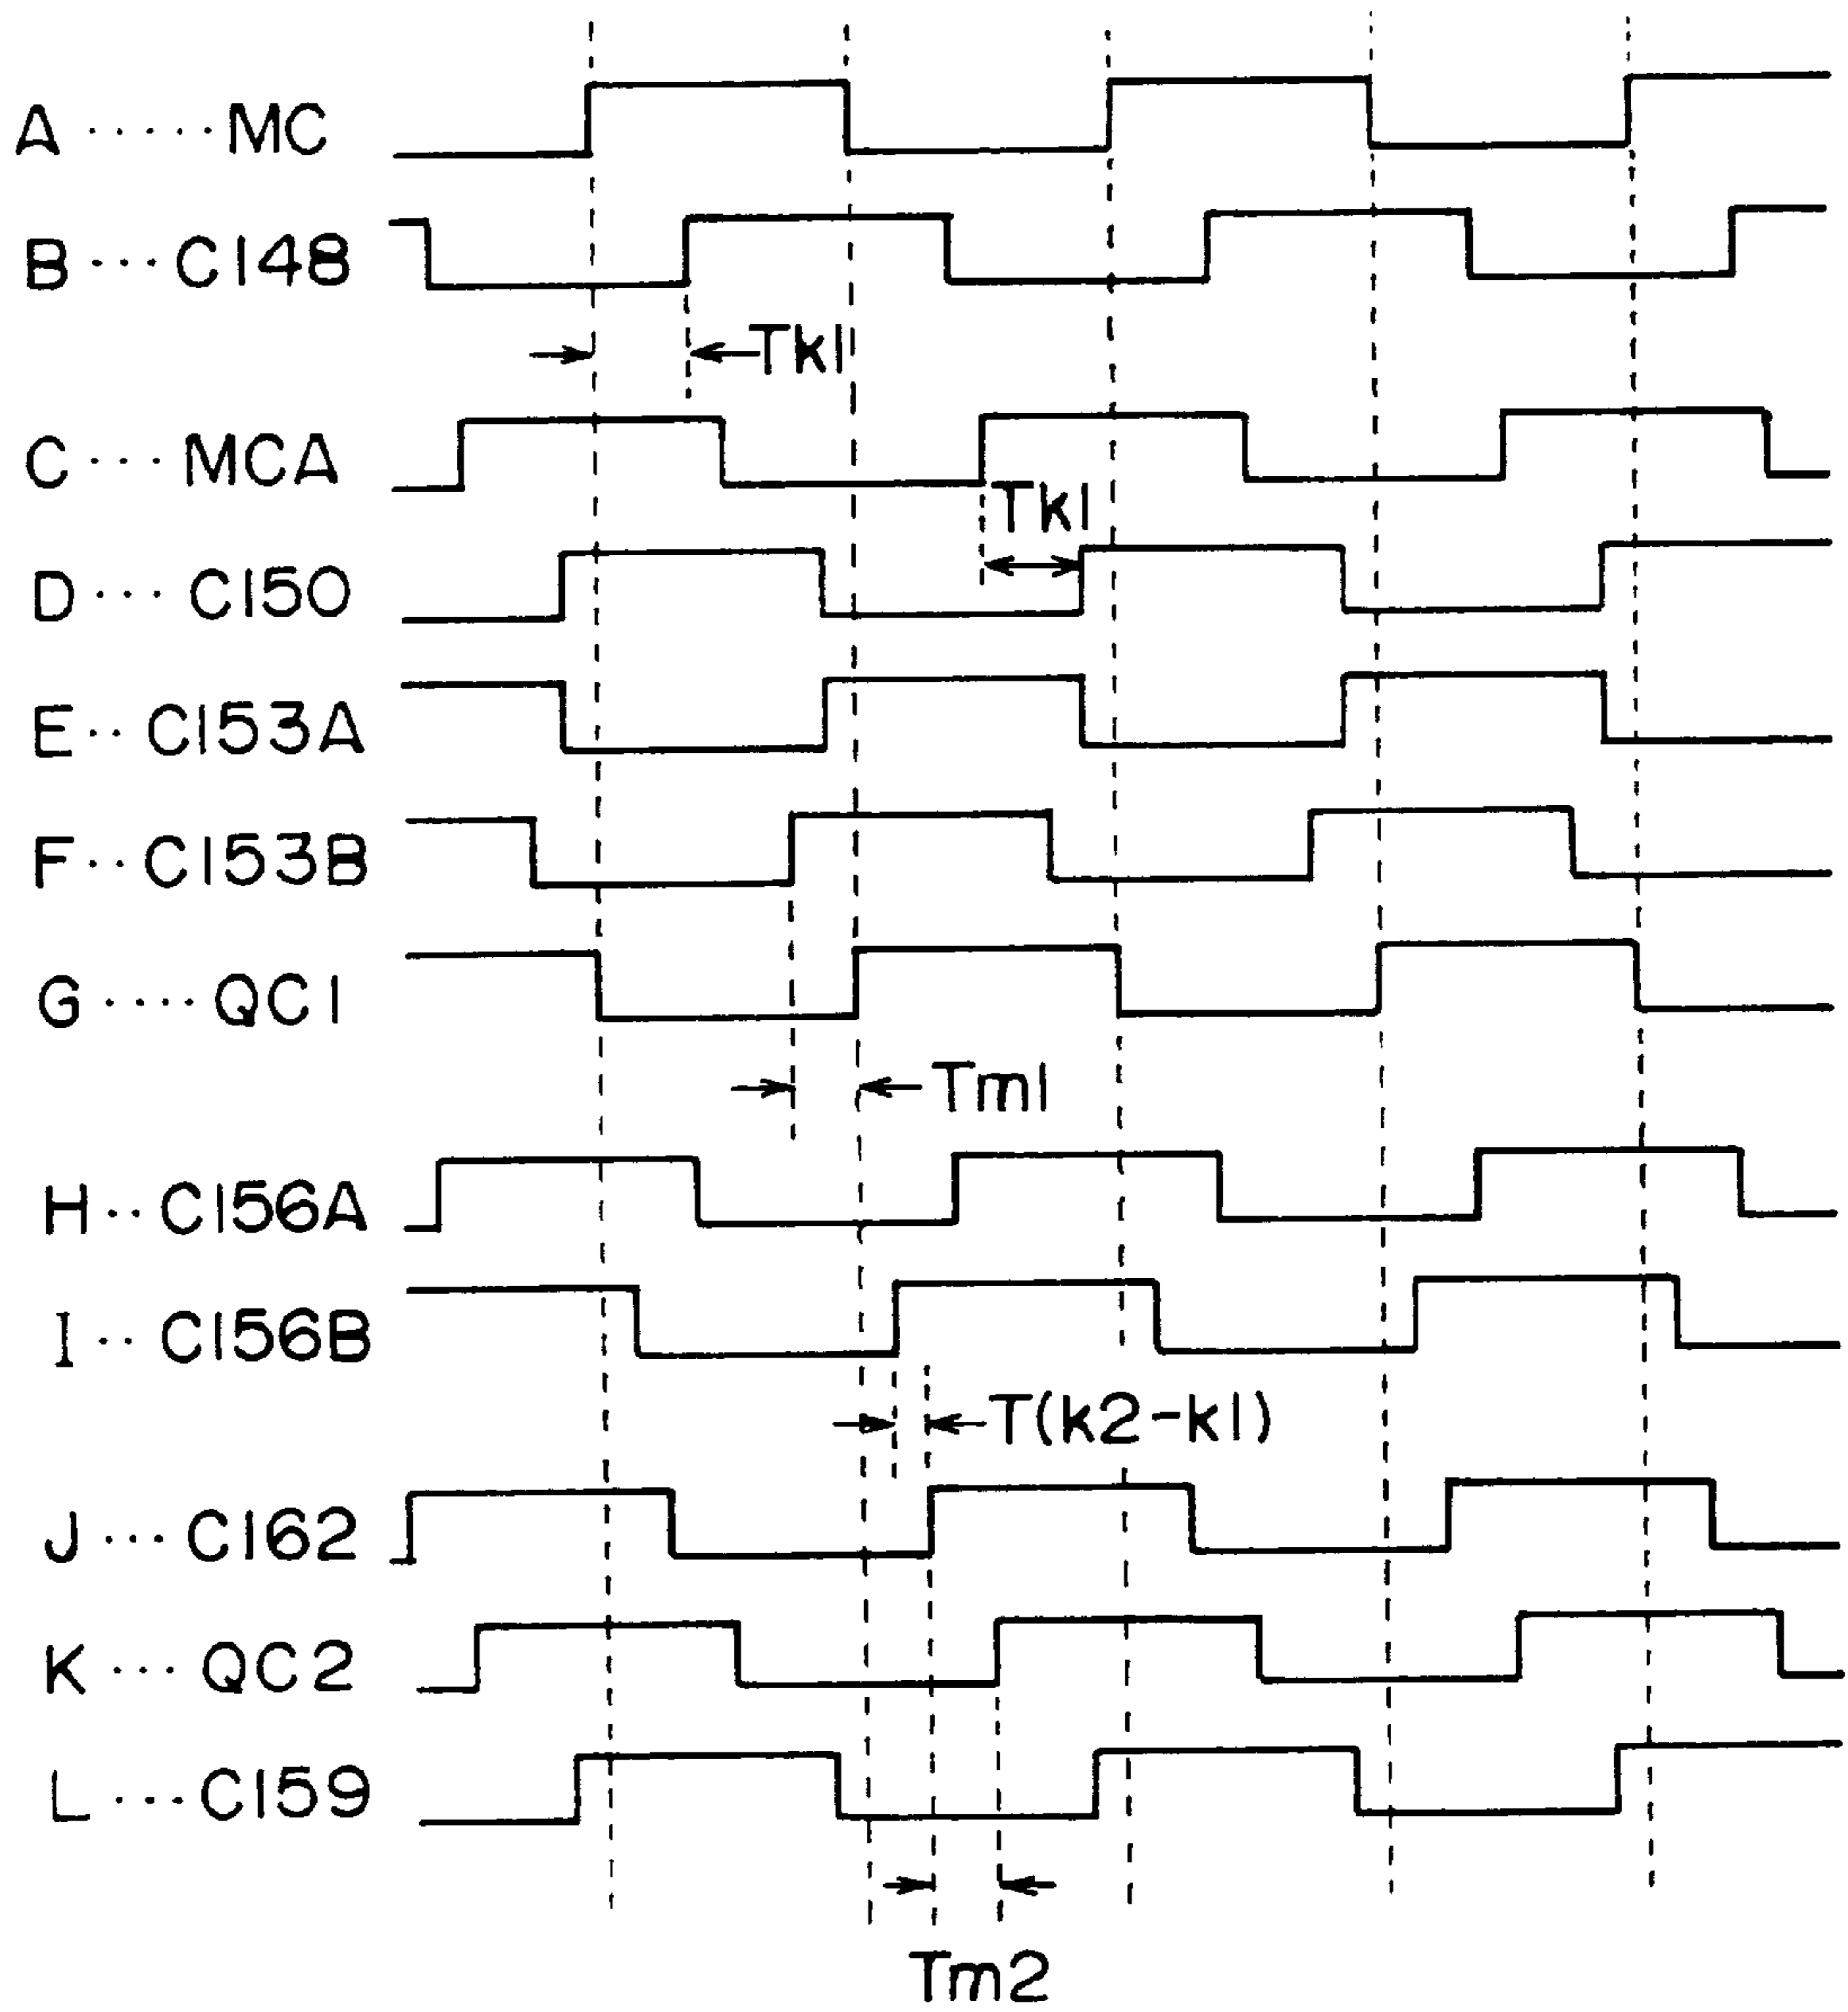 A ······ MC
B ··· C148
Tk1
C ··· MCA
Tk1
D ··· C150
E ·· C153A
F ·· C153B
G ···· QC1
Tm1
H ·· C156A
I ·· C156B
T(k2-k1)
J ··· C162
K ··· QC2
L ··· C159
Tm2